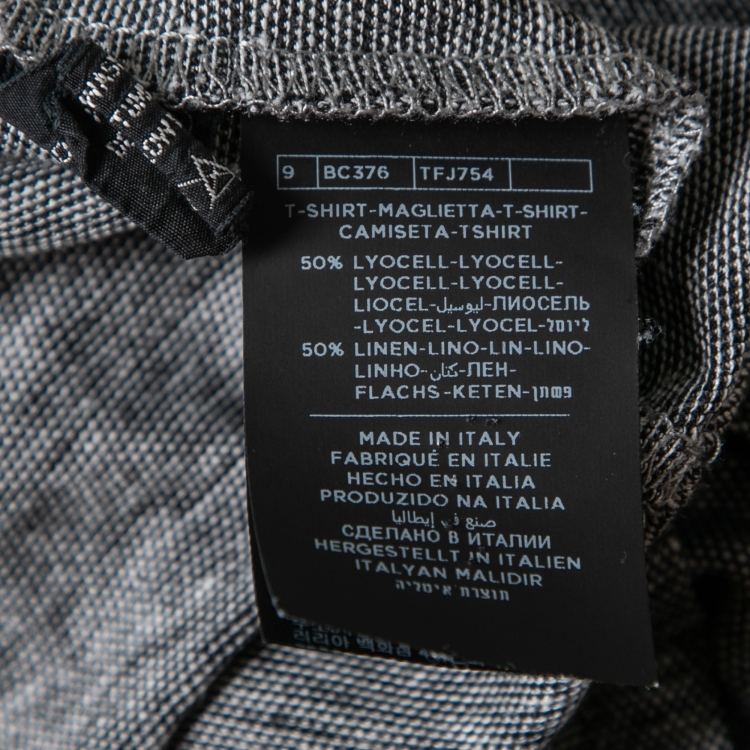 9 BC376 TFJ754
T-SHIRT-MAGLIETTA-T-SHIRT-
CAMISETA-TSHIRT
50% LYOCELL-LYOCELL-
LYOCELL-LYOCELL-
LIOCEL-ليوسيل-ЛИОСЕЛЬ
-LYOCEL-LYOCEL-ליוסל
50% LINEN-LINO-LIN-LINO-
LINHO-كتان-ЛЕН-
FLACHS-KETEN-פשתן
MADE IN ITALY
FABRIQUÉ EN ITALIE
HECHO EN ITALIA
PRODUZIDO NA ITALIA
صنع في إيطاليا
СДЕЛАНО В ИТАЛИИ
HERGESTELLT IN ITALIEN
ITALYAN MALIDIR
תוצרת איטליה